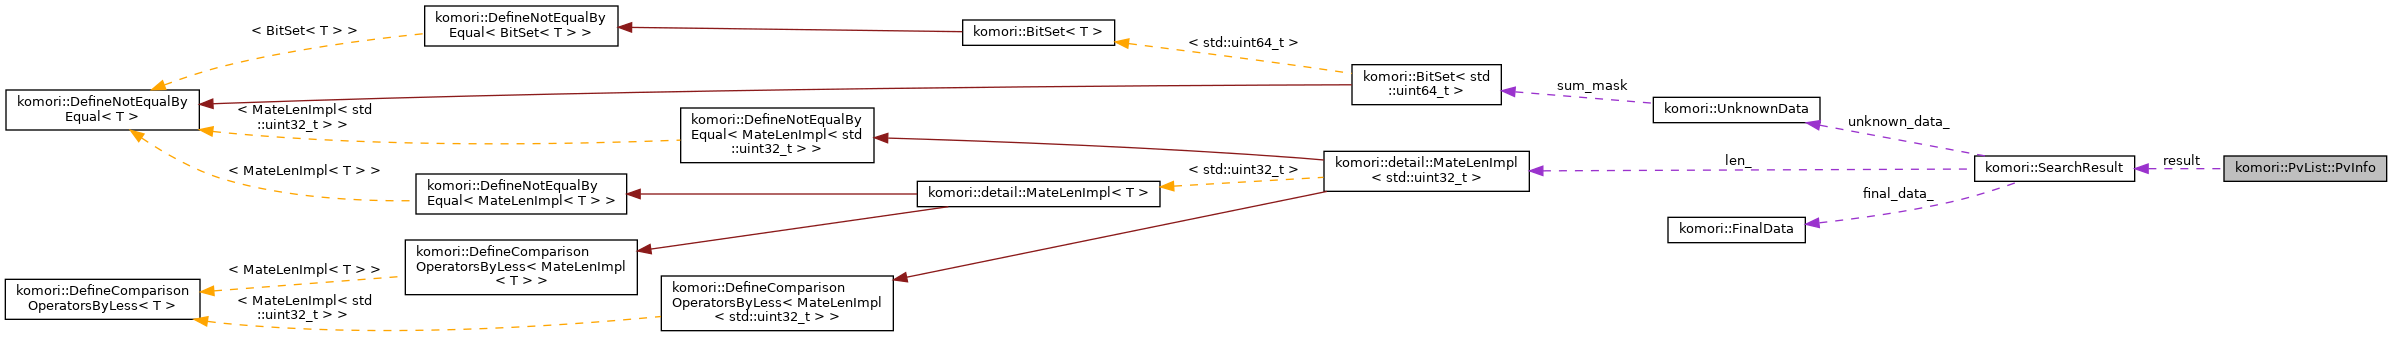 komori::DefineNotEqualBy
Equal< T >
< BitSet< T > >
komori::DefineNotEqualBy
Equal< BitSet< T > >
komori::BitSet< T >
< std::uint64_t >
komori::BitSet< std
::uint64_t >
sum_mask
komori::UnknownData
unknown_data_
< MateLenImpl< std
::uint32_t > >
komori::DefineNotEqualBy
Equal< MateLenImpl< std
::uint32_t > >
< MateLenImpl< T > >
komori::DefineNotEqualBy
Equal< MateLenImpl< T > >
komori::detail::MateLenImpl< T >
< std::uint32_t >
komori::detail::MateLenImpl
< std::uint32_t >
len_
komori::SearchResult
result
komori::PvList::PvInfo
final_data_
komori::FinalData
komori::DefineComparison
OperatorsByLess< T >
< MateLenImpl< T > >
komori::DefineComparison
OperatorsByLess< MateLenImpl
< T > >
< MateLenImpl< std
::uint32_t > >
komori::DefineComparison
OperatorsByLess< MateLenImpl
< std::uint32_t > >